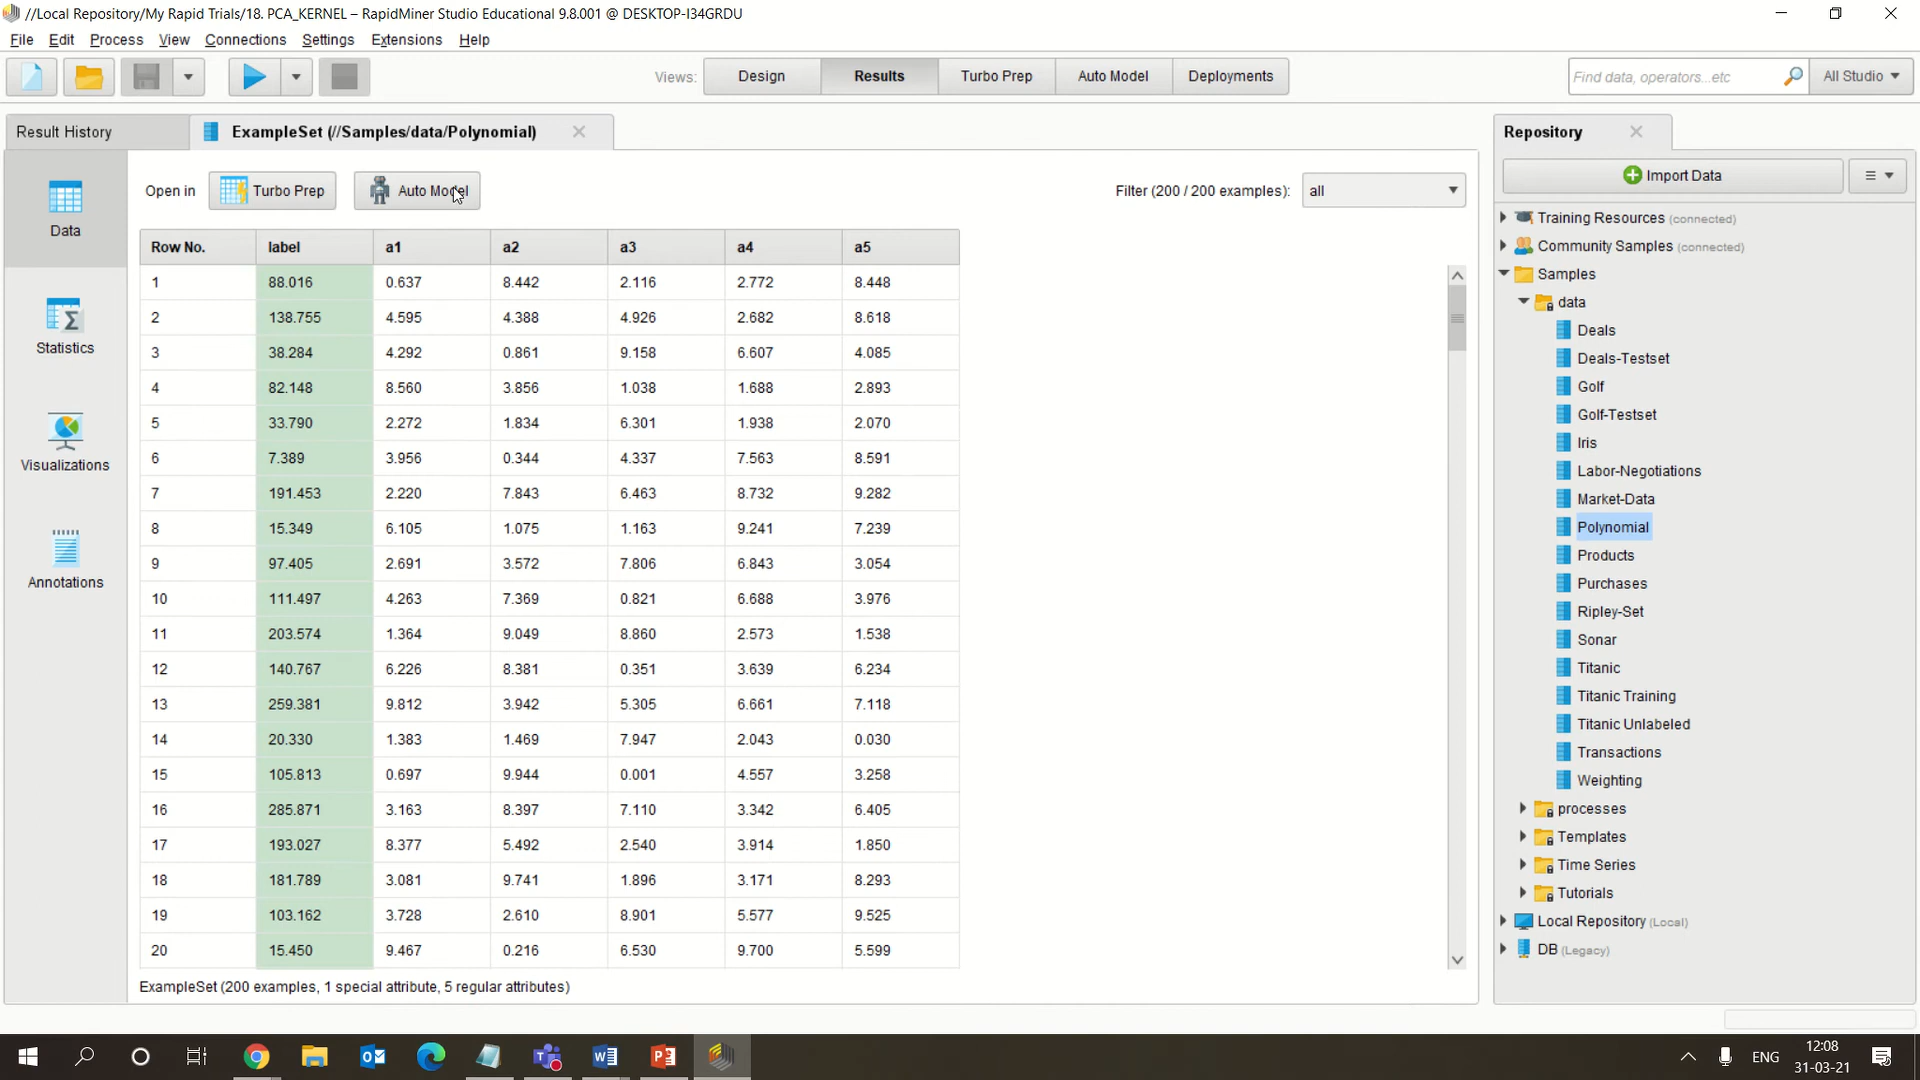 //Local Repository/My Rapid Trials/18. PCA_KERNEL – RapidMiner Studio Educational 9.8.001 @ DESKTOP-I34GRDU
File Edit Process View Connections Settings Extensions Help
Views: Design Results Turbo Prep Auto Model Deployments Find data, operators...etc All Studio
Result History ExampleSet (//Samples/data/Polynomial)
Open in Turbo Prep Auto Model Filter (200 / 200 examples): all
Data
Statistics
Visualizations
Annotations
Row No. label a1 a2 a3 a4 a5
1 88.016 0.637 8.442 2.116 2.772 8.448
2 138.755 4.595 4.388 4.926 2.682 8.618
3 38.284 4.292 0.861 9.158 6.607 4.085
4 82.148 8.560 3.856 1.038 1.688 2.893
5 33.790 2.272 1.834 6.301 1.938 2.070
6 7.389 3.956 0.344 4.337 7.563 8.591
7 191.453 2.220 7.843 6.463 8.732 9.282
8 15.349 6.105 1.075 1.163 9.241 7.239
9 97.405 2.691 3.572 7.806 6.843 3.054
10 111.497 4.263 7.369 0.821 6.688 3.976
11 203.574 1.364 9.049 8.860 2.573 1.538
12 140.767 6.226 8.381 0.351 3.639 6.234
13 259.381 9.812 3.942 5.305 6.661 7.118
14 20.330 1.383 1.469 7.947 2.043 0.030
15 105.813 0.697 9.944 0.001 4.557 3.258
16 285.871 3.163 8.397 7.110 3.342 6.405
17 193.027 8.377 5.492 2.540 3.914 1.850
18 181.789 3.081 9.741 1.896 3.171 8.293
19 103.162 3.728 2.610 8.901 5.577 9.525
20 15.450 9.467 0.216 6.530 9.700 5.599
ExampleSet (200 examples, 1 special attribute, 5 regular attributes)
Repository
Import Data
Training Resources (connected)
Community Samples (connected)
Samples
data
Deals
Deals-Testset
Golf
Golf-Testset
Iris
Labor-Negotiations
Market-Data
Polynomial
Products
Purchases
Ripley-Set
Sonar
Titanic
Titanic Training
Titanic Unlabeled
Transactions
Weighting
processes
Templates
Time Series
Tutorials
Local Repository (Local)
DB (Legacy)
ENG
12:08
31-03-21